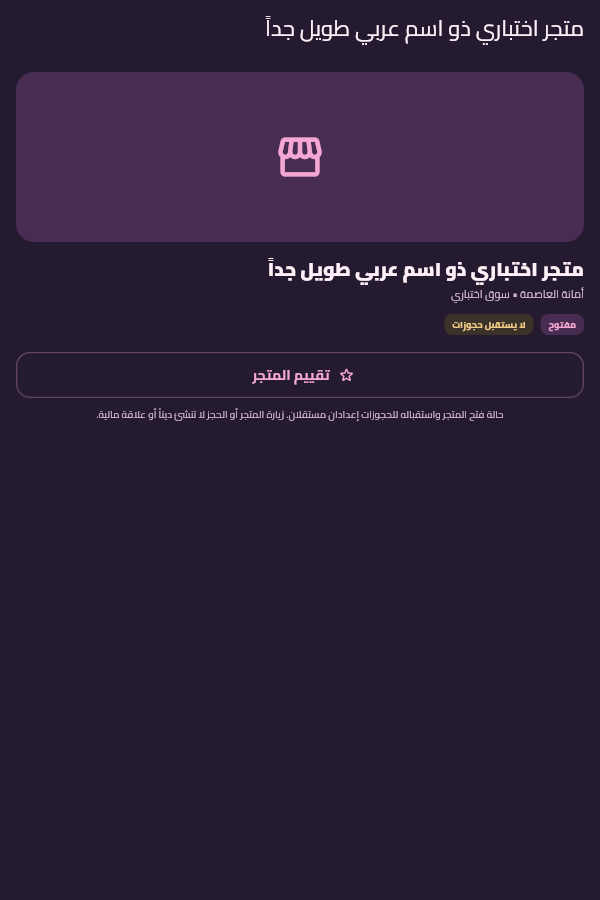 متجر اختباري ذو اسم عربي طويل جداً
متجر اختباري ذو اسم عربي طويل جداً
أمانة العاصمة • سوق اختباري
مفتوح
لا يستقبل حجوزات
تقييم المتجر
حالة فتح المتجر واستقباله للحجوزات إعدادان مستقلان. زيارة المتجر أو الحجز لا تنشئ ديناً أو علاقة مالية.